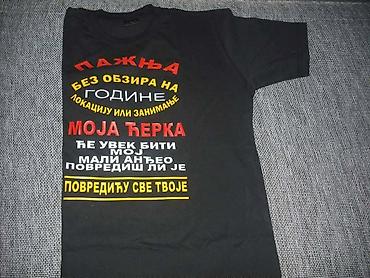 ПАЖЊА
БЕЗ ОБЗИРА НА
ГОДИНЕ
ЛОКАЦИЈУ ИЛИ ЗАНИМАЊЕ
МОЈА ЋЕРКА
ЋЕ УВЕК БИТИ
МОЈ
МАЛИ АНЂЕО
ПОВРЕДИШ ЛИ ЈЕ
ПОВРЕДИЋУ СВЕ ТВОЈЕ